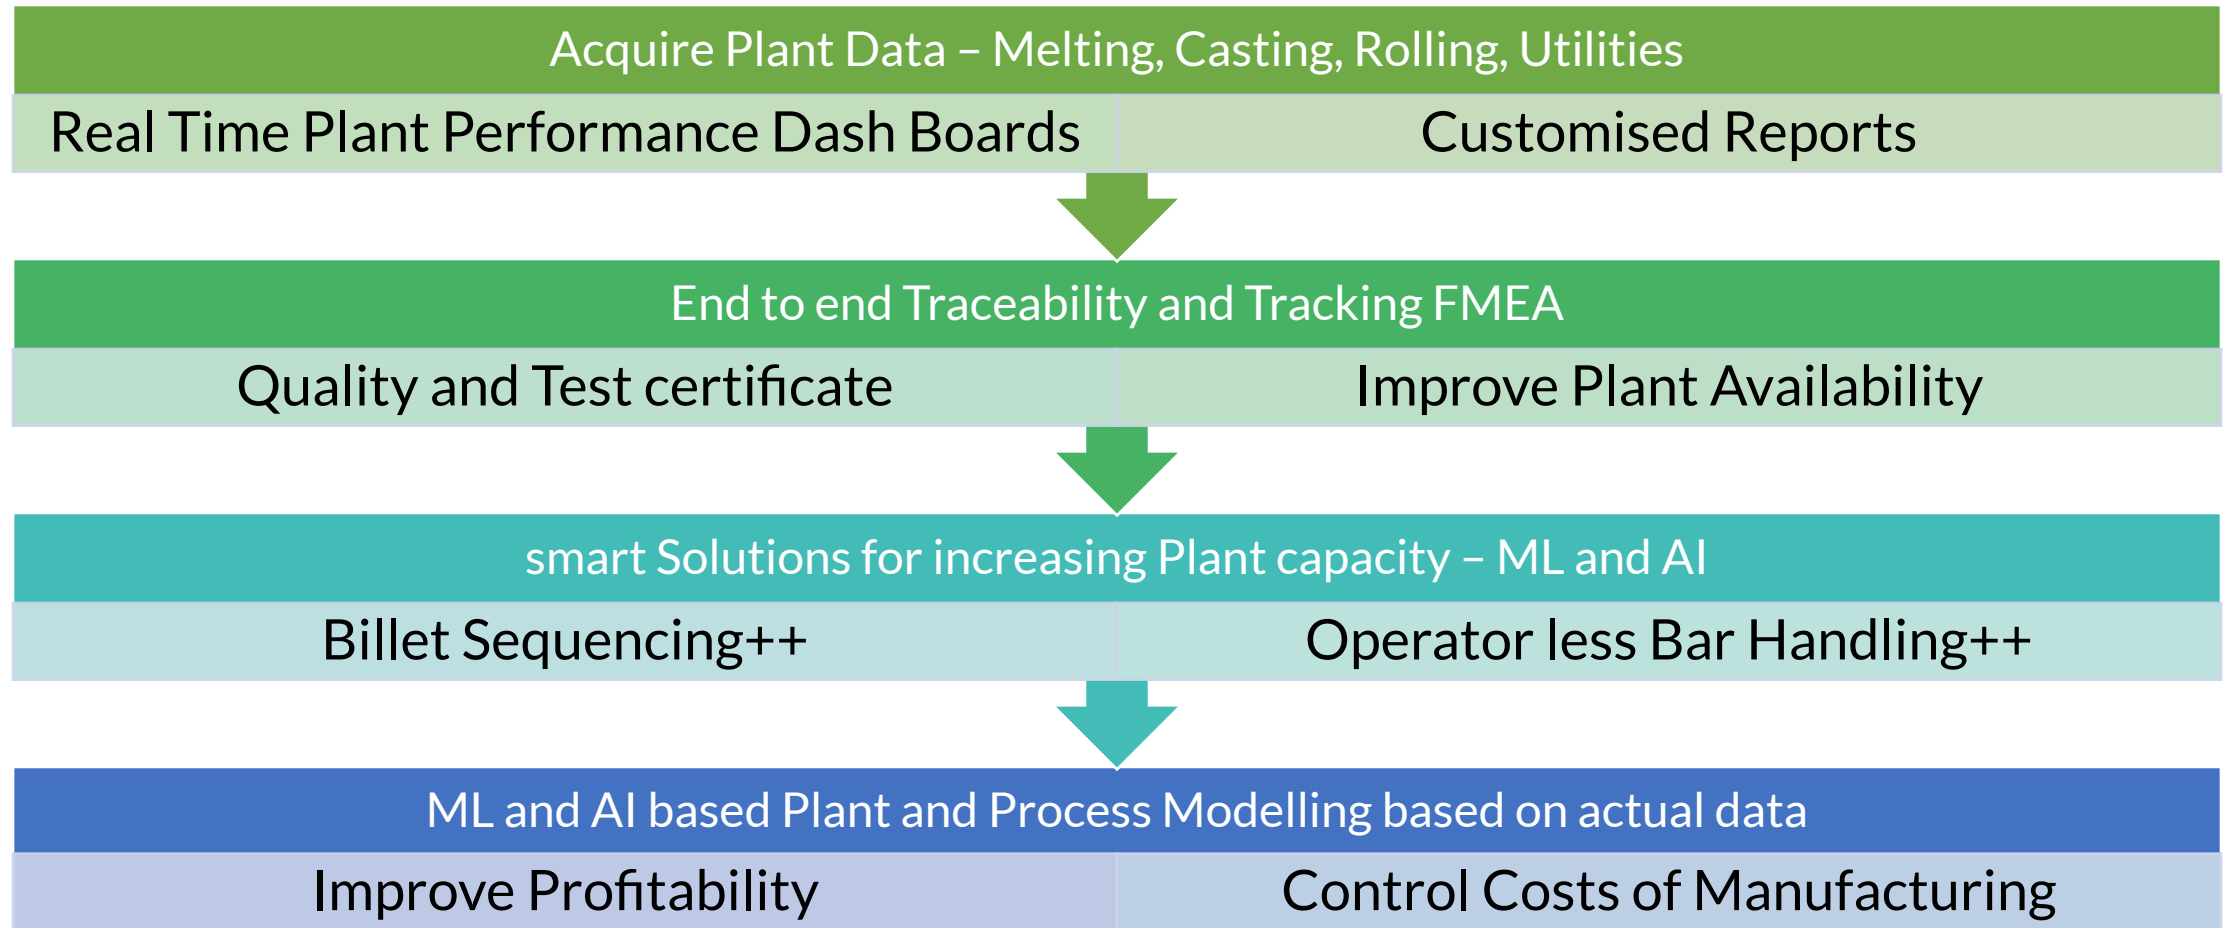 Acquire Plant Data – Melting, Casting, Rolling, Utilities
Real Time Plant Performance Dash Boards
Customised Reports
End to end Traceability and Tracking FMEA
Quality and Test certificate
Improve Plant Availability
smart Solutions for increasing Plant capacity – ML and AI
Billet Sequencing++
Operator less Bar Handling++
ML and AI based Plant and Process Modelling based on actual data
Improve Profitability
Control Costs of Manufacturing